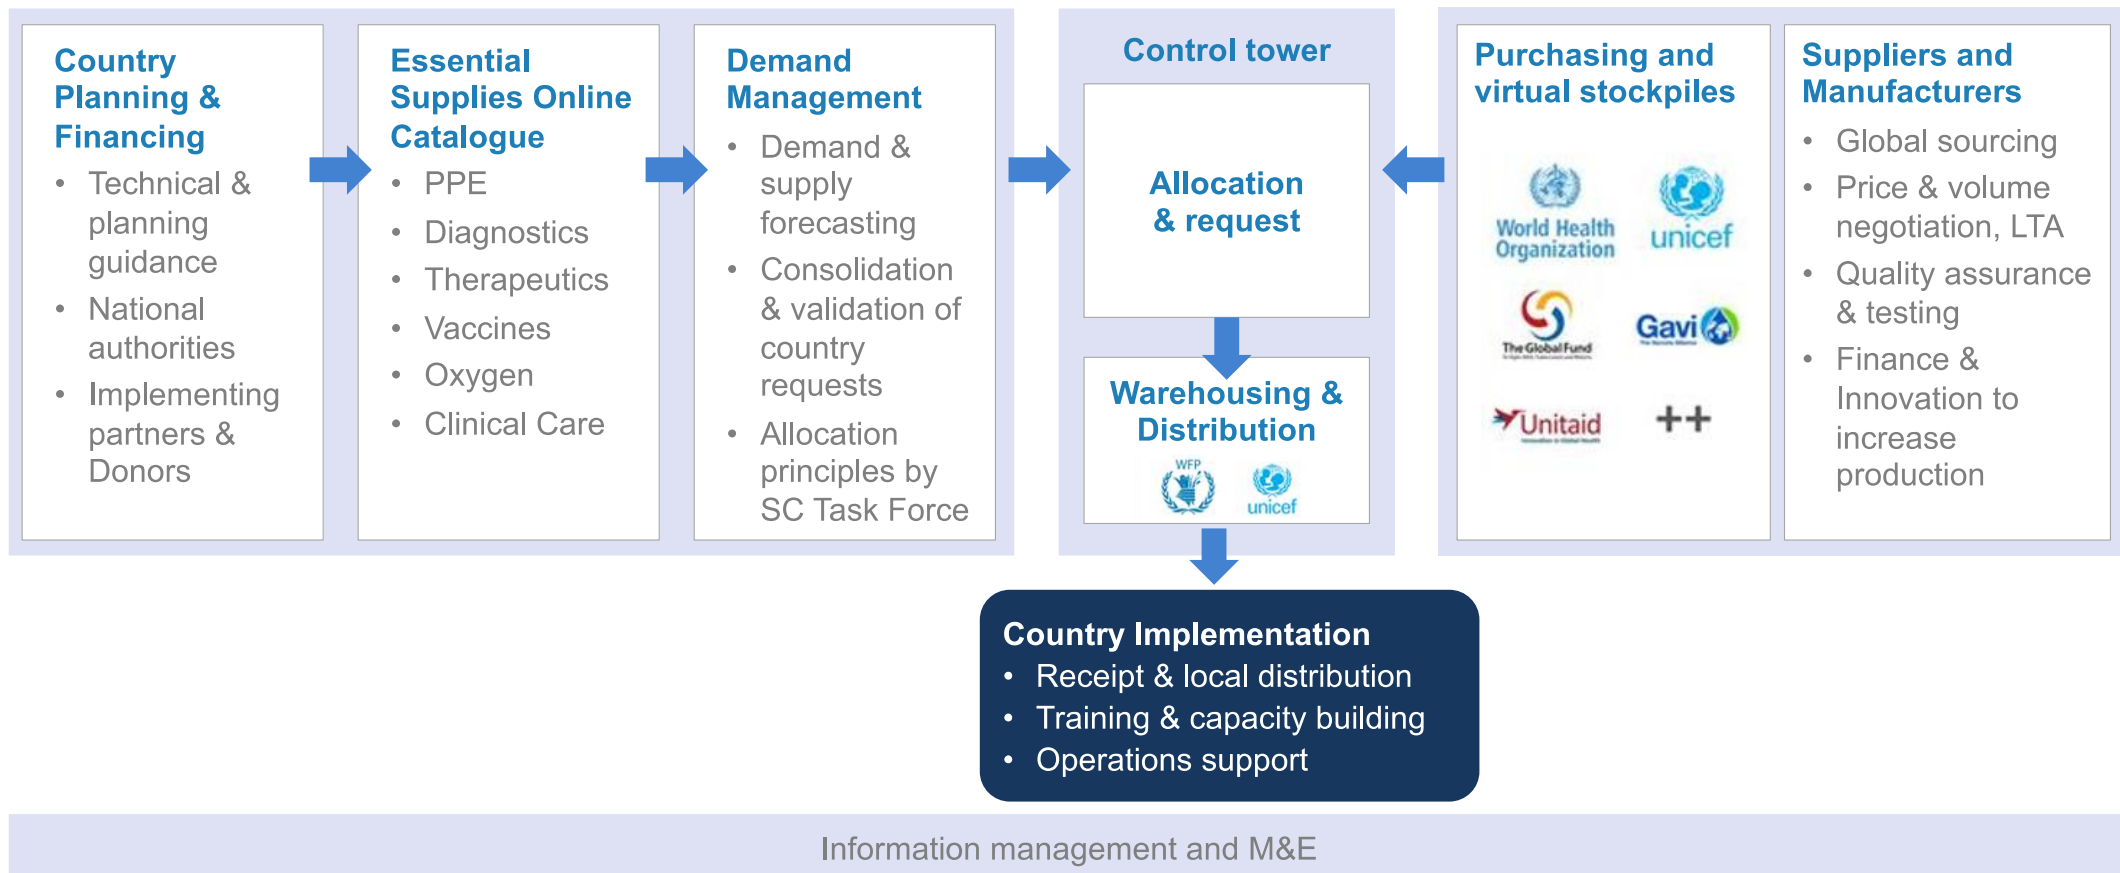 Country
Planning &
Financing
• Technical &
planning
guidance
• National
authorities
• Implementing
partners &
Donors
Essential
Supplies Online
Catalogue
• PPE
• Diagnostics
• Therapeutics
• Vaccines
• Oxygen
• Clinical Care
Demand
Management
• Demand &
supply
forecasting
• Consolidation
& validation of
country
requests
• Allocation
principles by
SC Task Force
Control tower
Allocation
& request
Warehousing &
Distribution
WFP
unicef
Purchasing and
virtual stockpiles
World Health
Organization
unicef
The Global Fund
Gavi
Unitaid
++
Suppliers and
Manufacturers
• Global sourcing
• Price & volume
negotiation, LTA
• Quality assurance
& testing
• Finance &
Innovation to
increase
production
Country Implementation
• Receipt & local distribution
• Training & capacity building
• Operations support
Information management and M&E